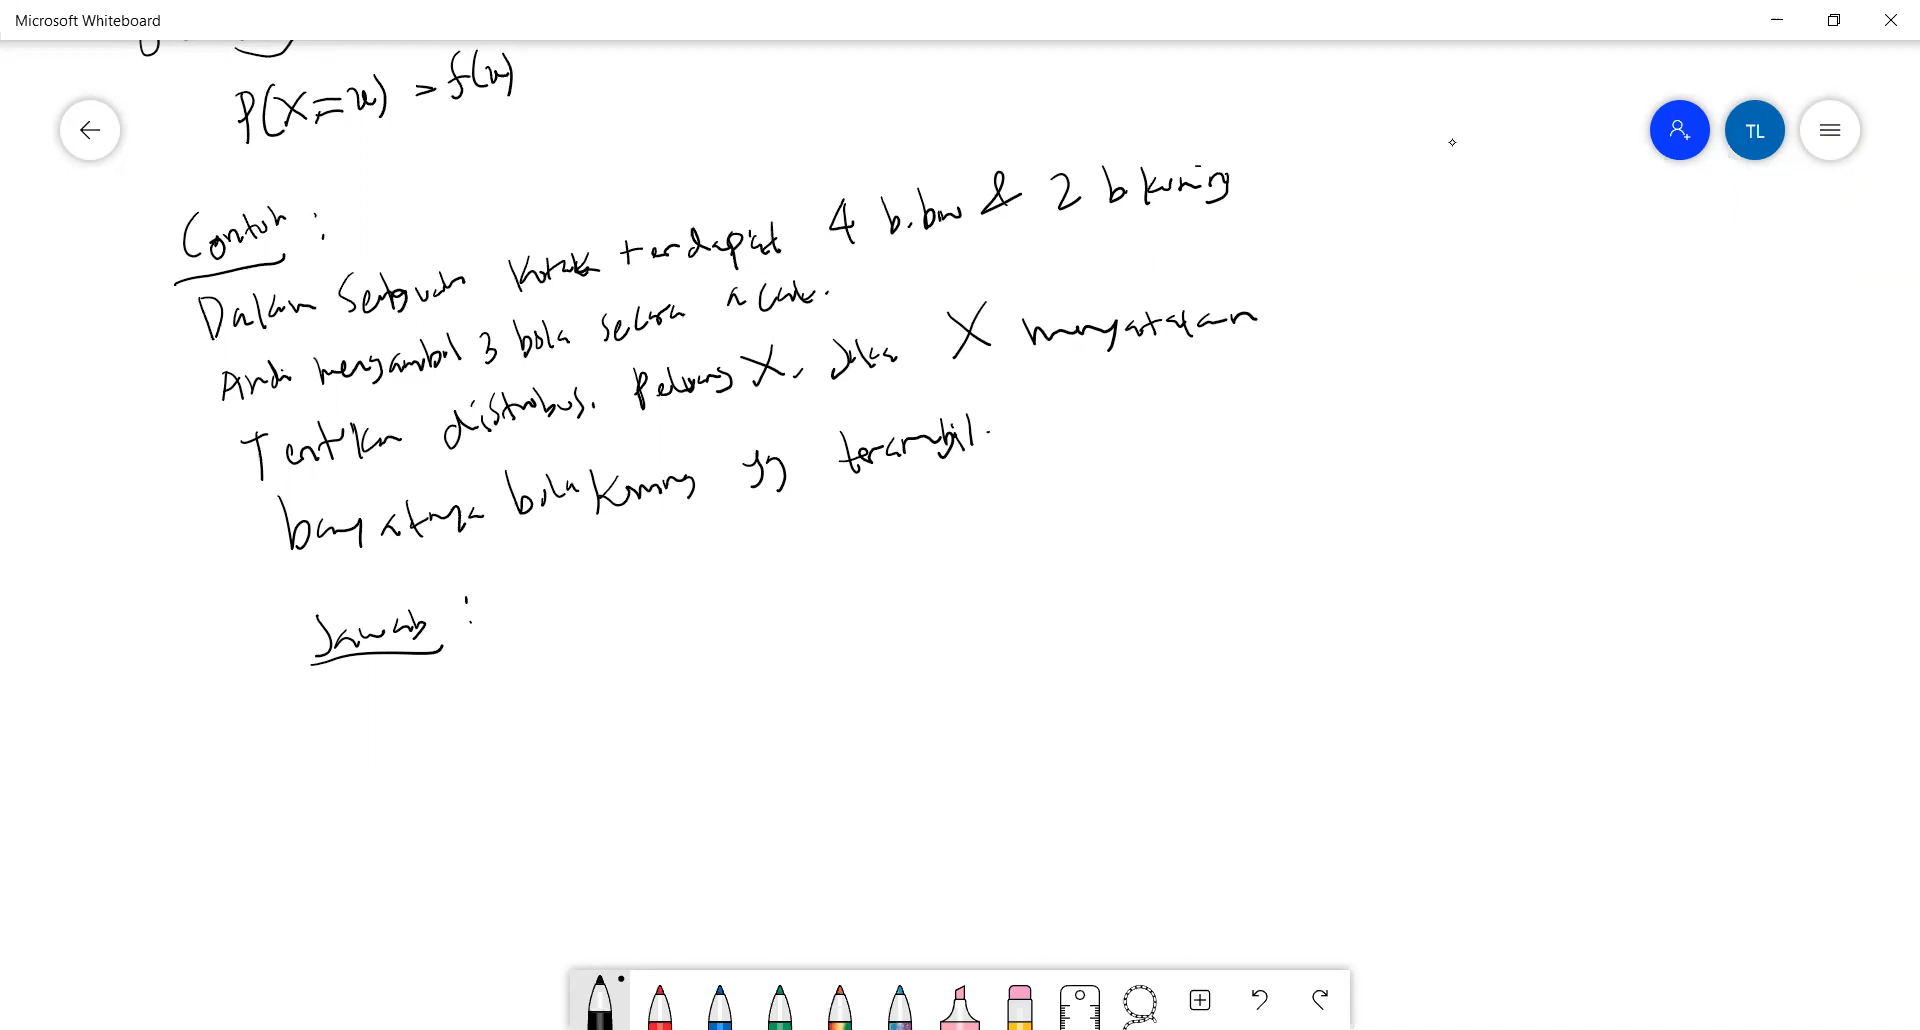 Microsoft Whiteboard
P(X=x) = f(x)
TL
Contoh :
Dalam sebuah kotak terdapat 4 b. biru & 2 b kuning
Andi mengambil 3 bola secara acak.
Tentukan distribusi peluang X, Jika X menyatakan
banyaknya bola kuning yg terambil.
Jawab :